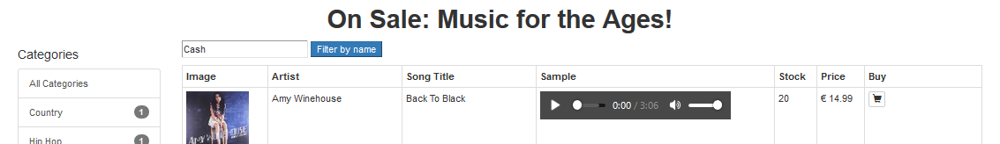 On Sale: Music for the Ages!
Categories
All Categories
Country 1
Hip Hop 1
Cash Filter by name
Image Artist Song Title Sample Stock Price Buy
AMY WINEHOUSE Amy Winehouse Back To Black 0:00 / 3:06 20 € 14.99